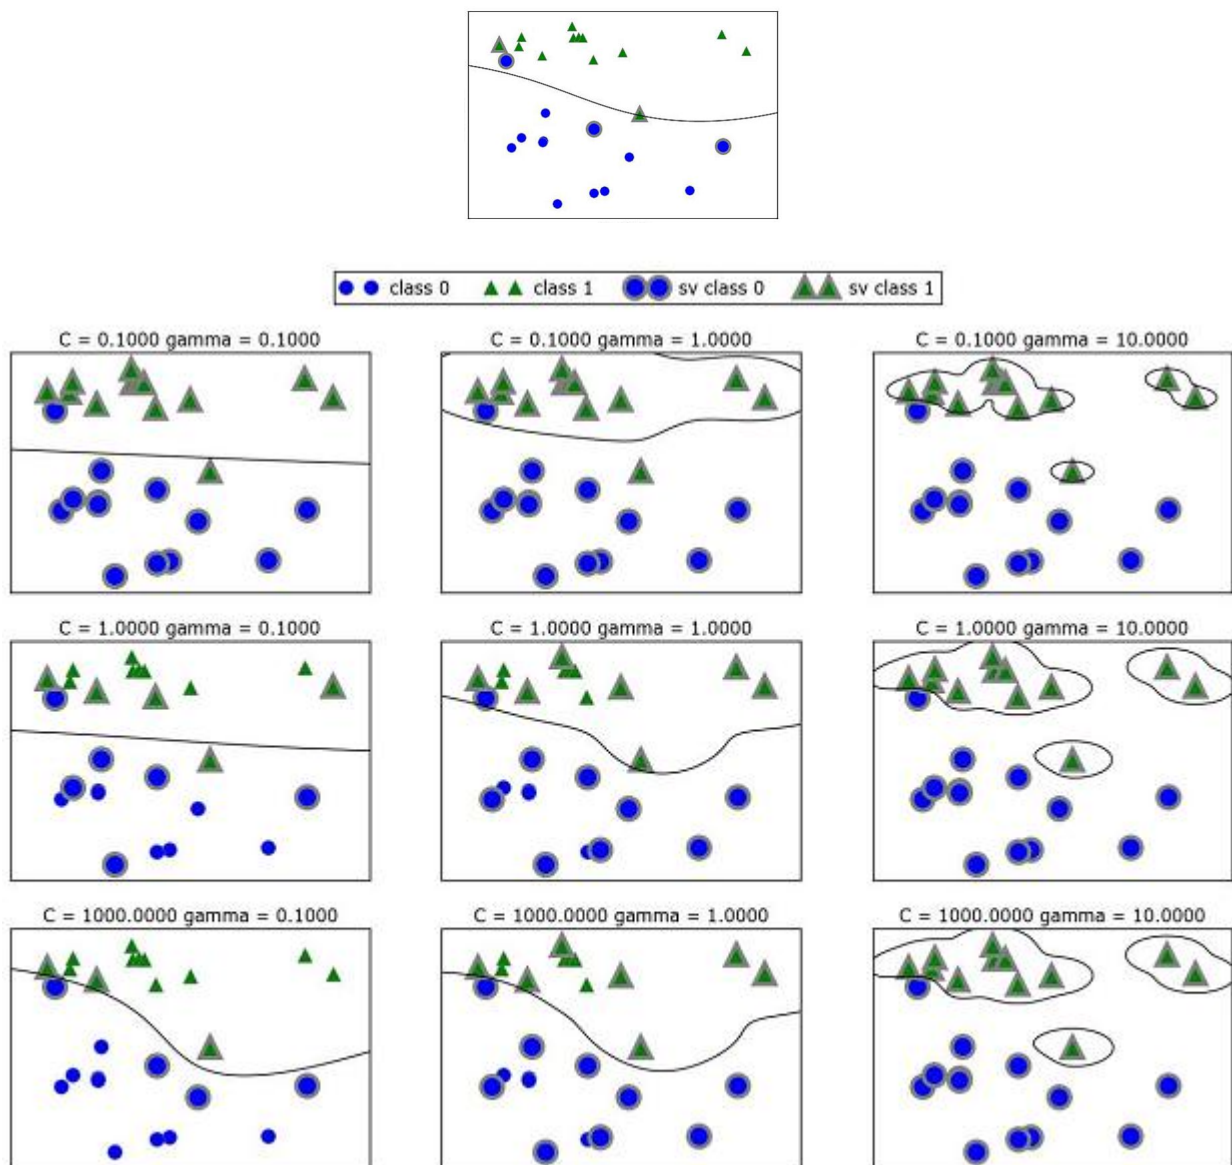 class 0 class 1 sv class 0 sv class 1
C = 0.1000 gamma = 0.1000
C = 0.1000 gamma = 1.0000
C = 0.1000 gamma = 10.0000
C = 1.0000 gamma = 0.1000
C = 1.0000 gamma = 1.0000
C = 1.0000 gamma = 10.0000
C = 1000.0000 gamma = 0.1000
C = 1000.0000 gamma = 1.0000
C = 1000.0000 gamma = 10.0000